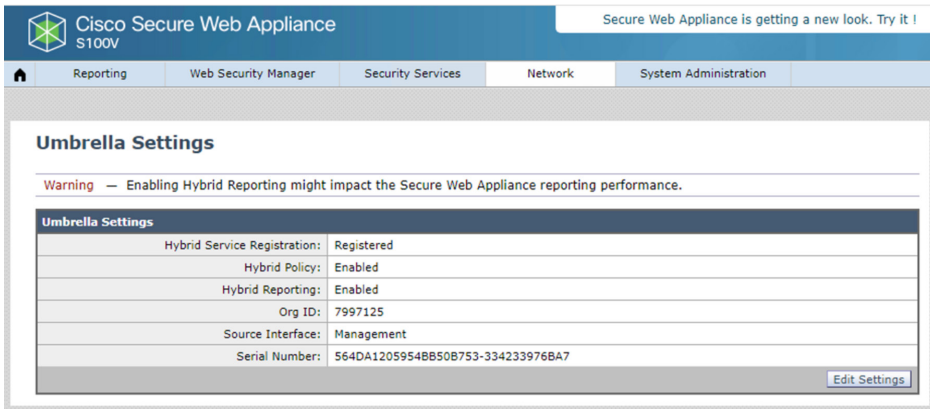 Cisco Secure Web Appliance
S100V
Secure Web Appliance is getting a new look. Try it !
Reporting Web Security Manager Security Services Network System Administration
Umbrella Settings
Warning — Enabling Hybrid Reporting might impact the Secure Web Appliance reporting performance.
Umbrella Settings
Hybrid Service Registration: Registered
Hybrid Policy: Enabled
Hybrid Reporting: Enabled
Org ID: 7997125
Source Interface: Management
Serial Number: 564DA1205954BB50B753-334233976BA7
Edit Settings